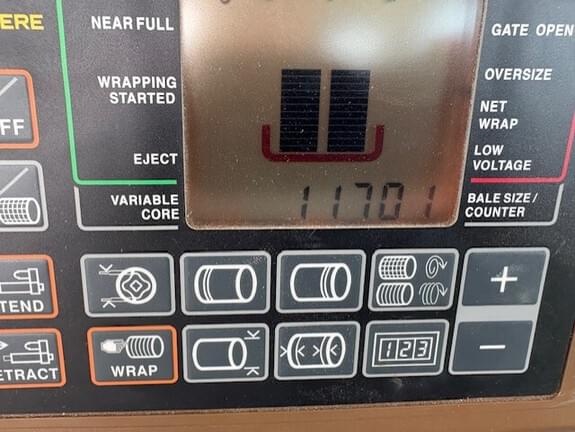 ERE
NEAR FULL
GATE OPEN
WRAPPING
STARTED
OVERSIZE
FF
NET
WRAP
EJECT
LOW
VOLTAGE
VARIABLE
CORE
11701
BALE SIZE /
COUNTER
TEND
+
ETRACT
WRAP
123
−